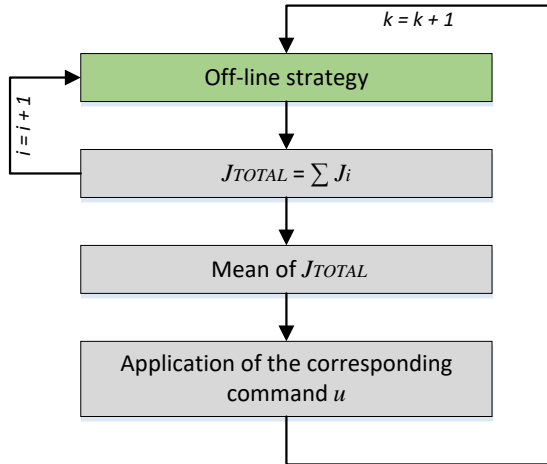 k = k + 1
Off-line strategy
i = i + 1
JTOTAL = ∑ Ji
Mean of JTOTAL
Application of the corresponding
command u